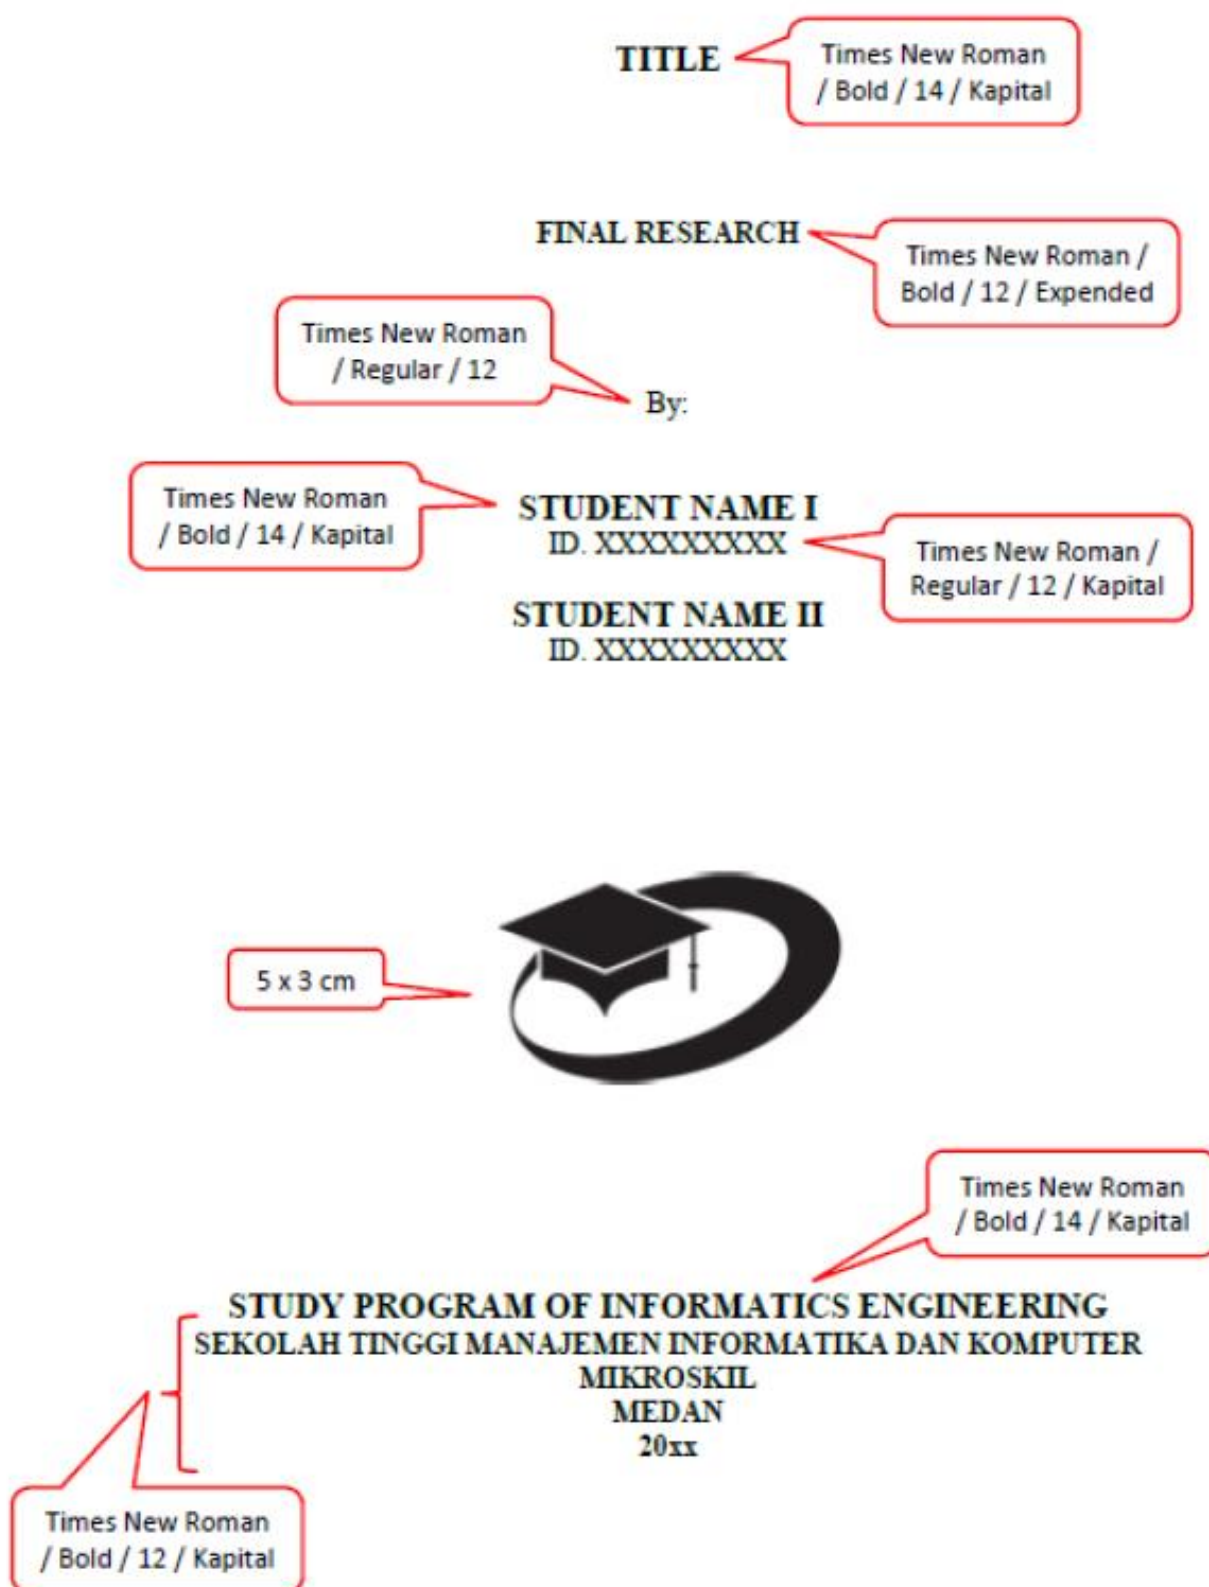 TITLE
Times New Roman
/ Bold / 14 / Kapital
FINAL RESEARCH
Times New Roman /
Bold / 12 / Expended
Times New Roman
/ Regular / 12
By:
Times New Roman
/ Bold / 14 / Kapital
STUDENT NAME I
ID. XXXXXXXXX
Times New Roman /
Regular / 12 / Kapital
STUDENT NAME II
ID. XXXXXXXXX
5 x 3 cm
Times New Roman
/ Bold / 14 / Kapital
STUDY PROGRAM OF INFORMATICS ENGINEERING
SEKOLAH TINGGI MANAJEMEN INFORMATIKA DAN KOMPUTER
MIKROSKIL
MEDAN
20xx
Times New Roman
/ Bold / 12 / Kapital